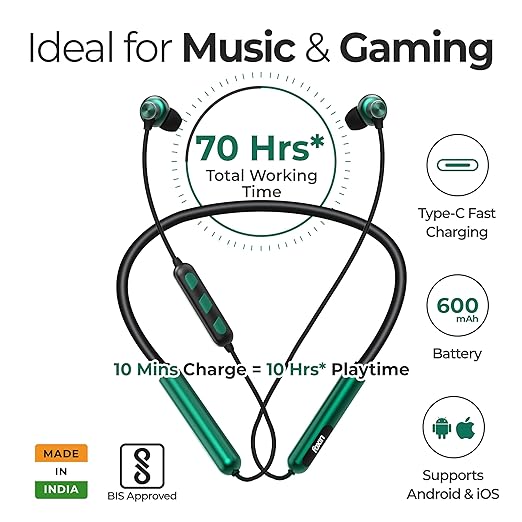 Ideal for Music & Gaming
70 Hrs*
Total Working
Time
Type-C Fast
Charging
600
mAh
Battery
10 Mins Charge = 10 Hrs* Playtime
MADE
IN
INDIA
BIS Approved
Supports
Android & iOS